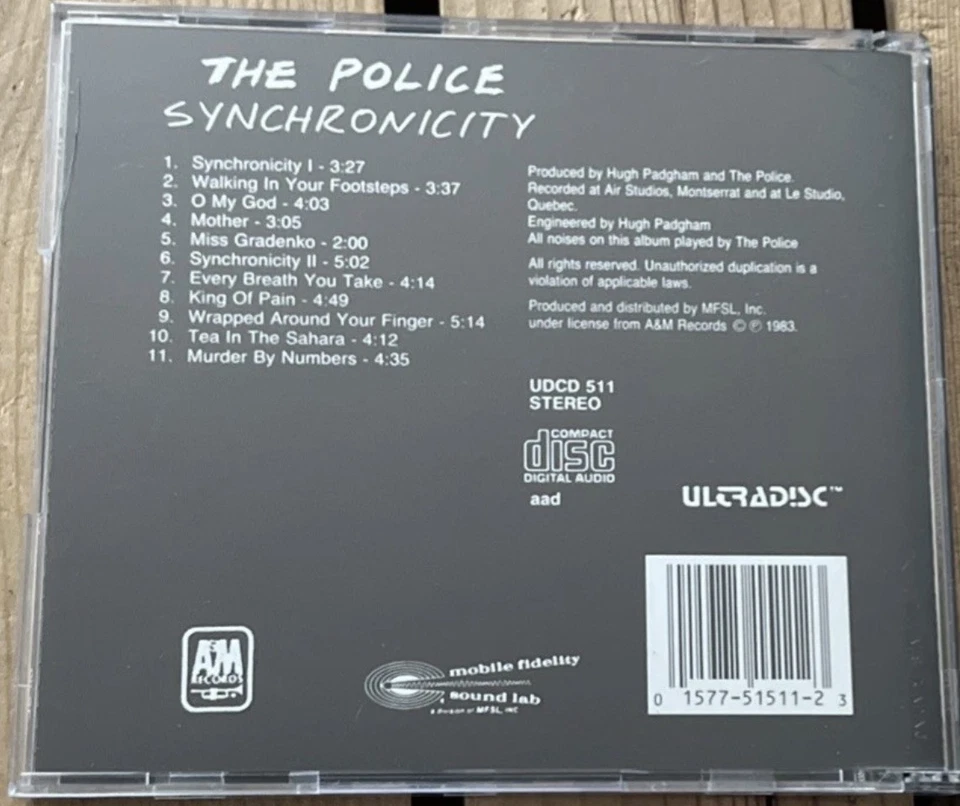 THE POLICE
SYNCHRONICITY
1. Synchronicity I - 3:27
2. Walking In Your Footsteps - 3:37
3. O My God - 4:03
4. Mother - 3:05
5. Miss Gradenko - 2:00
6. Synchronicity II - 5:02
7. Every Breath You Take - 4:14
8. King Of Pain - 4:49
9. Wrapped Around Your Finger - 5:14
10. Tea In The Sahara - 4:12
11. Murder By Numbers - 4:35
Produced by Hugh Padgham and The Police.
Recorded at Air Studios, Montserrat and at Le Studio,
Quebec.
Engineered by Hugh Padgham
All noises on this album played by The Police
All rights reserved. Unauthorized duplication is a
violation of applicable laws.
Produced and distributed by MFSL, Inc.
under license from A&M Records © ℗ 1983.
UDCD 511
STEREO
COMPACT
disc
DIGITAL AUDIO
aad
ULTRADISC™
A&M
RECORDS
mobile fidelity
sound lab
a division of MFSL, INC
0 1577-51511-2 3